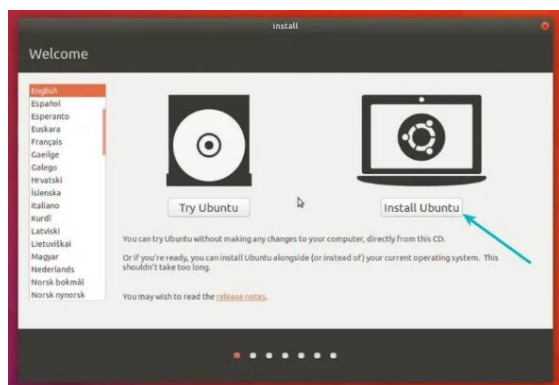 Install
Welcome
English
Español
Esperanto
Euskara
Français
Gaeilge
Galego
Hrvatski
Íslenska
Italiano
Kurdî
Latviski
Lietuviškai
Magyar
Nederlands
Norsk bokmål
Norsk nynorsk
Try Ubuntu
Install Ubuntu
You can try Ubuntu without making any changes to your computer, directly from this CD.
Or if you're ready, you can install Ubuntu alongside (or instead of) your current operating system. This
shouldn't take too long.
You may wish to read the release notes.